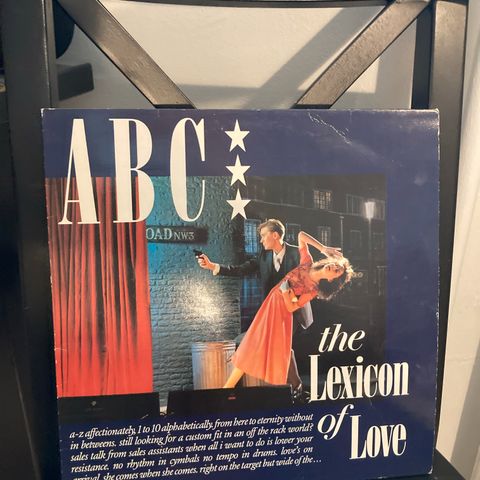 ABC
OAD NW3
the
Lexicon
of
Love
a-z affectionately, 1 to 10 alphabetically, from here to eternity without
in betweens. still looking for a custom fit in an off the rack world?
sales talk from sales assistants when all i want to do is lower your
resistance. no rhythm in cymbals no tempo in drums. love's on
arrival. she comes when she comes. right on the target but wide of the...